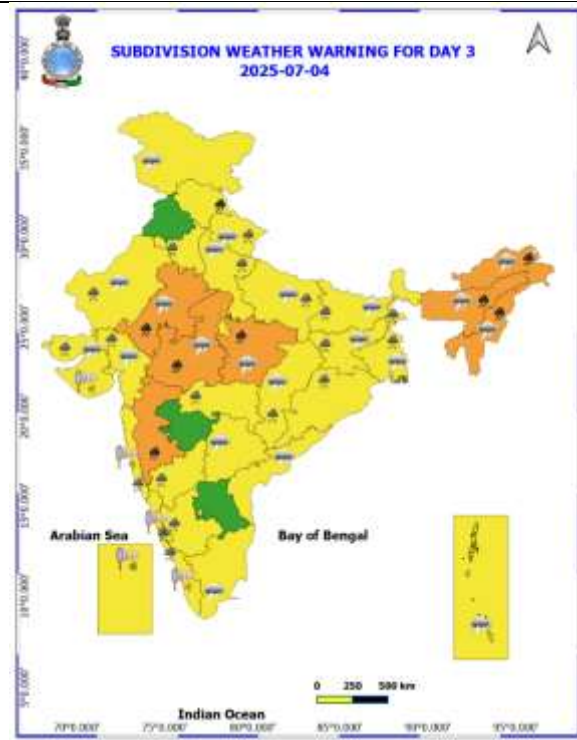 SUBDIVISION WEATHER WARNING FOR DAY 3
2025-07-04
Arabian Sea
Bay of Bengal
0 250 500 km
Indian Ocean
70°0.000' 75°0.000' 80°0.000' 85°0.000' 90°0.000' 95°0.000'